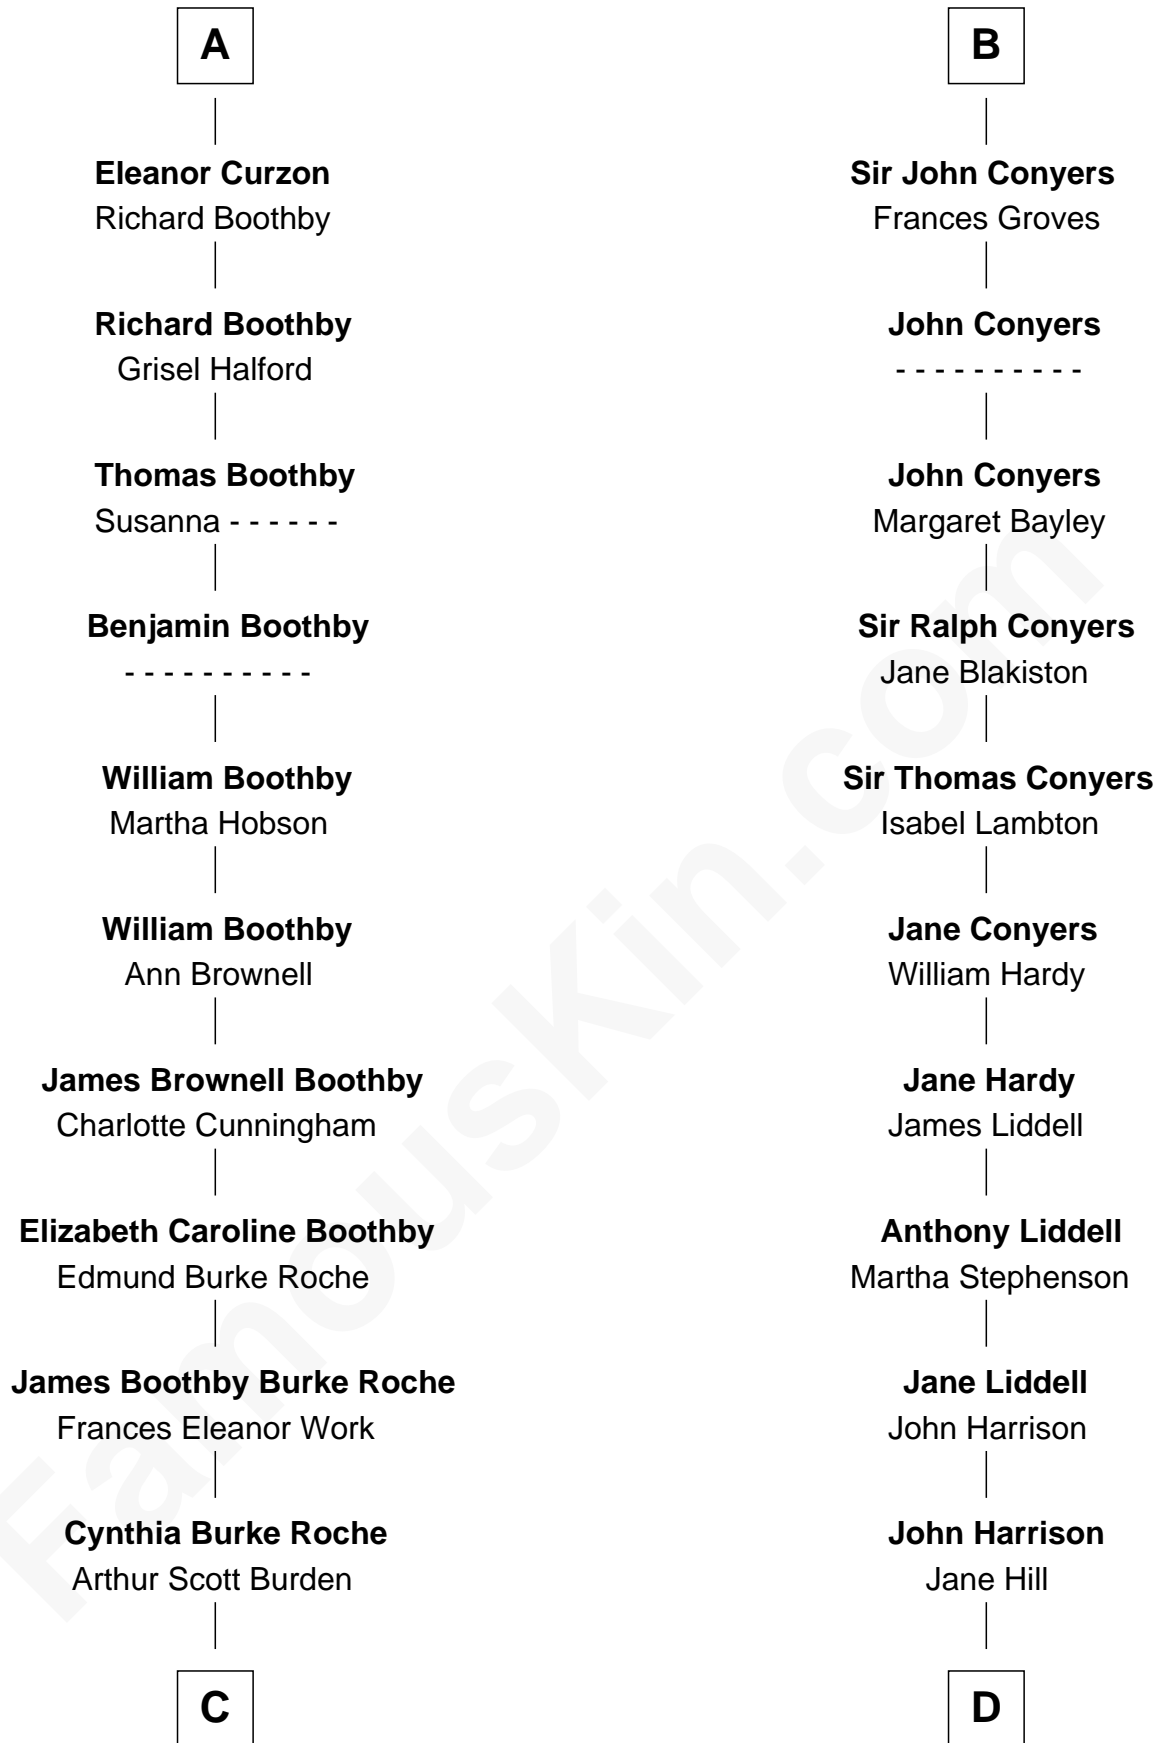 A
Eleanor Curzon
Richard Boothby
Richard Boothby
Grisel Halford
Thomas Boothby
Susanna - - - - - -
Benjamin Boothby
- - - - - - - - - -
William Boothby
Martha Hobson
William Boothby
Ann Brownell
James Brownell Boothby
Charlotte Cunningham
Elizabeth Caroline Boothby
Edmund Burke Roche
James Boothby Burke Roche
Frances Eleanor Work
Cynthia Burke Roche
Arthur Scott Burden
C
B
Sir John Conyers
Frances Groves
John Conyers
- - - - - - - - - -
John Conyers
Margaret Bayley
Sir Ralph Conyers
Jane Blakiston
Sir Thomas Conyers
Isabel Lambton
Jane Conyers
William Hardy
Jane Hardy
James Liddell
Anthony Liddell
Martha Stephenson
Jane Liddell
John Harrison
John Harrison
Jane Hill
D
FamousKin.com